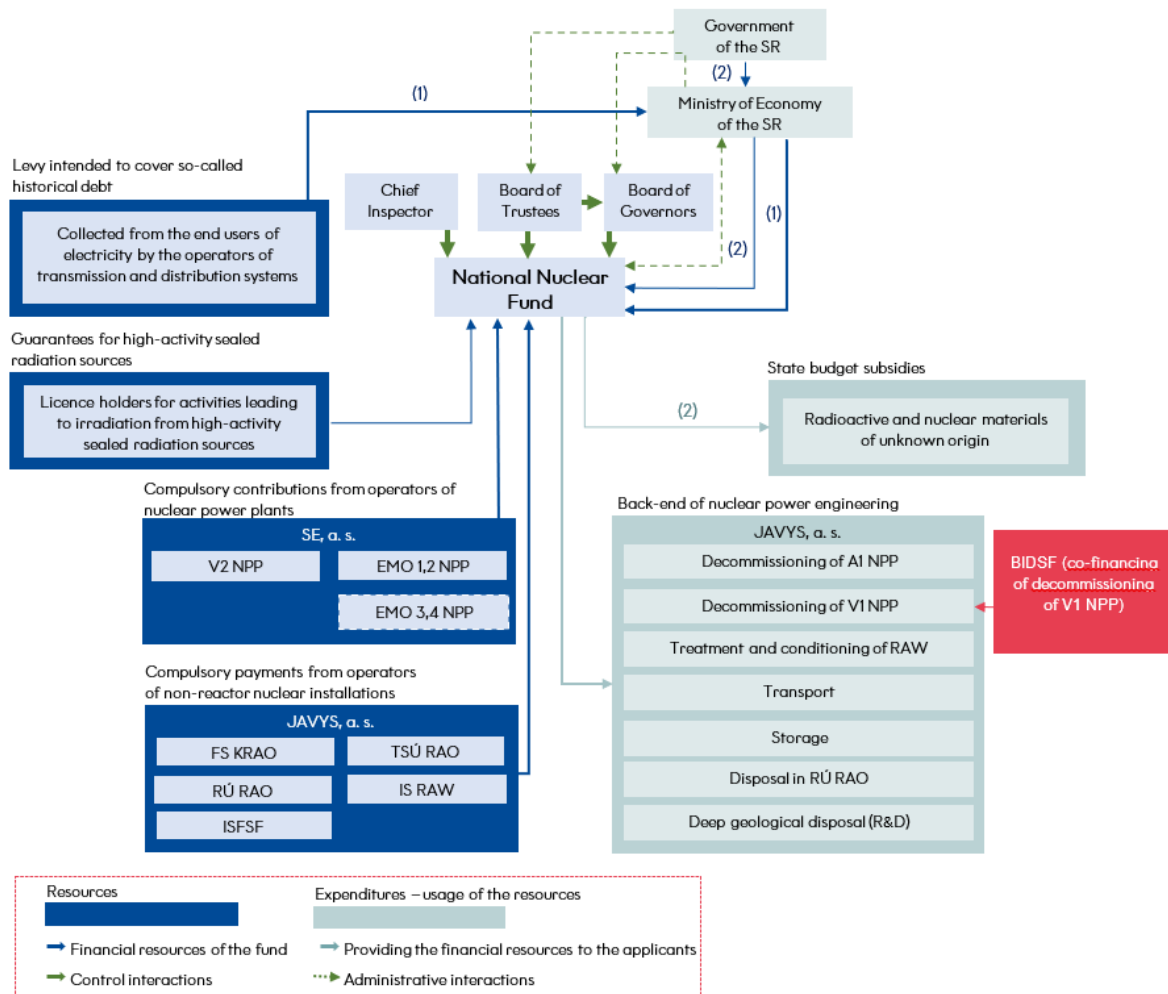 Government
of the SR
(2)
(1)
Ministry of Economy
of the SR
Levy intended to cover so-called
historical debt
Collected from the end users of
electricity by the operators of
transmission and distribution systems
Chief
Inspector
Board of
Trustees
Board of
Governors
(1)
(2)
National Nuclear
Fund
Guarantees for high-activity sealed
radiation sources
Licence holders for activities leading
to irradiation from high-activity
sealed radiation sources
State budget subsidies
(2)
Radioactive and nuclear materials
of unknown origin
Compulsory contributions from operators of
nuclear power plants
SE, a. s.
V2 NPP
EMO 1,2 NPP
EMO 3,4 NPP
Compulsory payments from operators
of non-reactor nuclear installations
JAVYS, a. s.
FS KRAO
TSÚ RAO
RÚ RAO
IS RAW
ISFSF
Back-end of nuclear power engineering
JAVYS, a. s.
Decommissioning of A1 NPP
Decommissioning of V1 NPP
Treatment and conditioning of RAW
Transport
Storage
Disposal in RÚ RAO
Deep geological disposal (R&D)
BIDSF (co-financing
of decommissioning
of V1 NPP)
Resources
Expenditures – usage of the resources
Financial resources of the fund
Providing the financial resources to the applicants
Control interactions
Administrative interactions